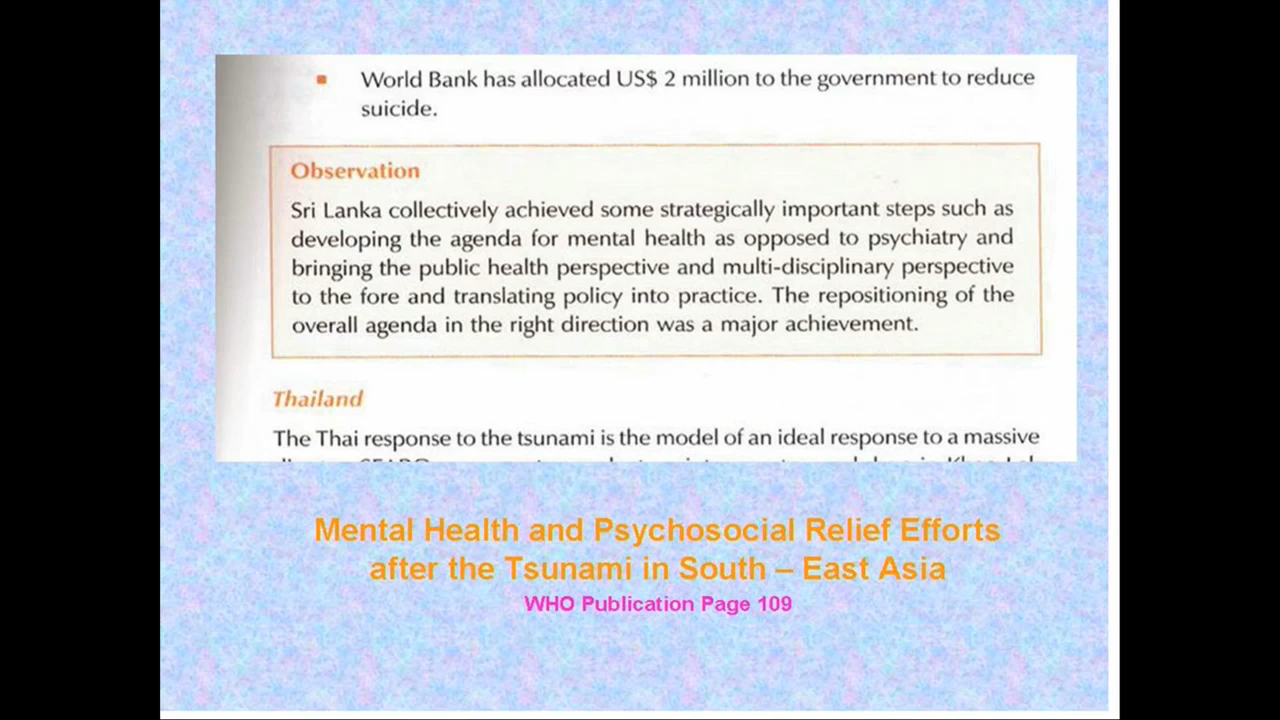 World Bank has allocated US$ 2 million to the government to reduce
suicide.
Observation
Sri Lanka collectively achieved some strategically important steps such as
developing the agenda for mental health as opposed to psychiatry and
bringing the public health perspective and multi-disciplinary perspective
to the fore and translating policy into practice. The repositioning of the
overall agenda in the right direction was a major achievement.
Thailand
The Thai response to the tsunami is the model of an ideal response to a massive
Mental Health and Psychosocial Relief Efforts
after the Tsunami in South – East Asia
WHO Publication Page 109